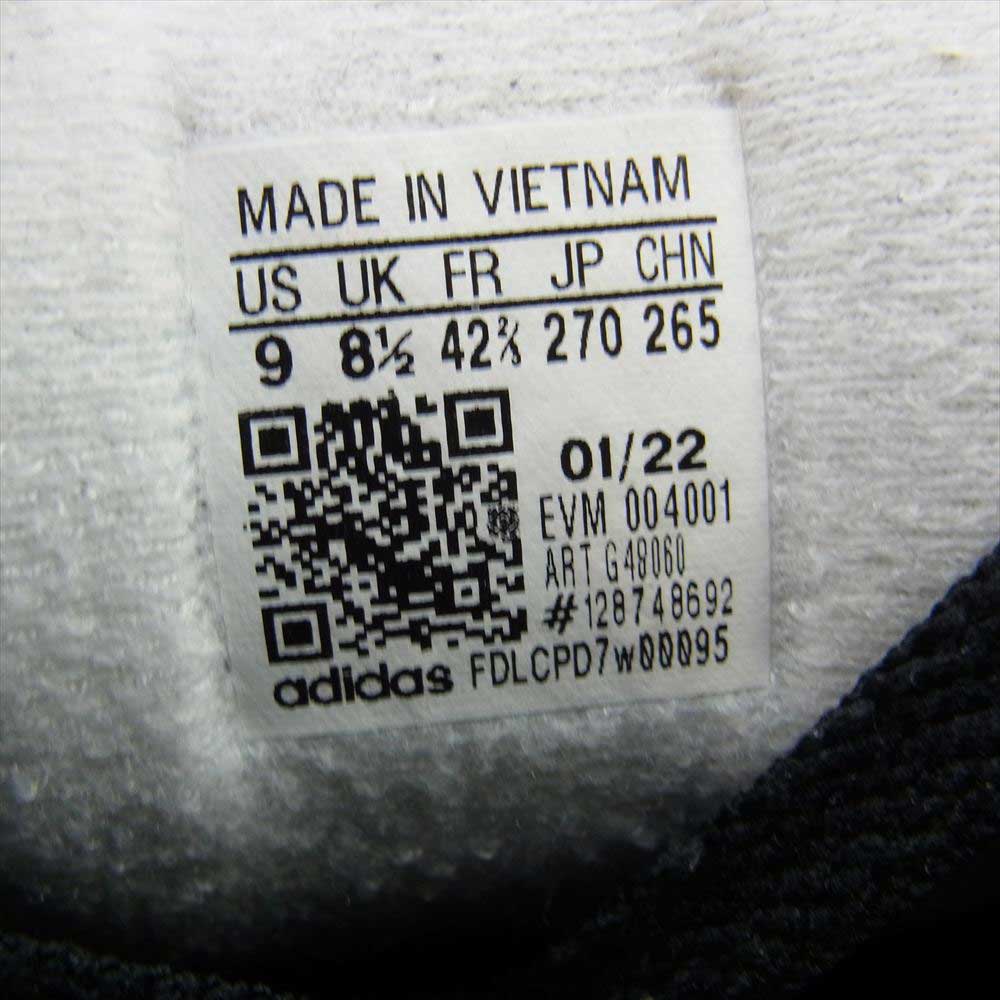 MADE IN VIETNAM
US UK FR JP CHN
9 8½ 42⅔ 270 265
01/22
EVM 004001
ART G48060
#128748692
adidas FDLCPD7w00095